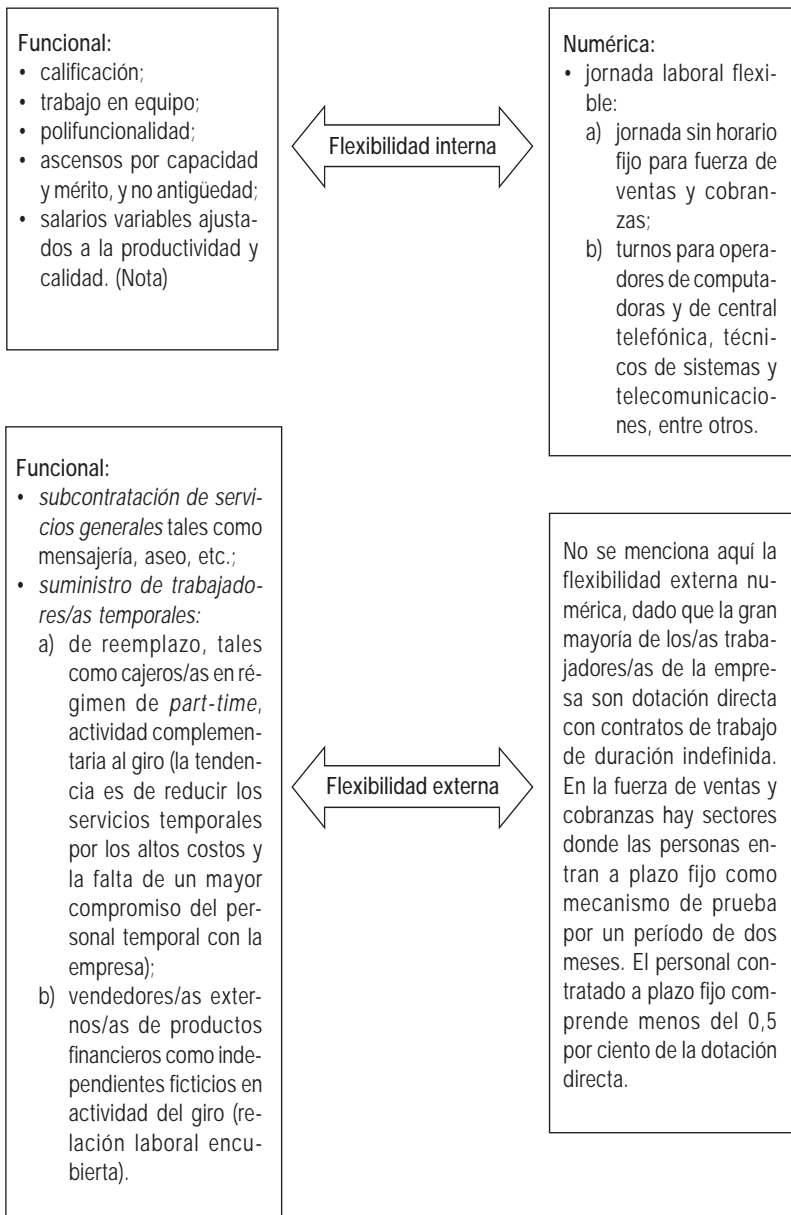 Funcional:
• calificación;
• trabajo en equipo;
• polifuncionalidad;
• ascensos por capacidad
y mérito, y no antigüedad;
• salarios variables ajusta-
dos a la productividad y
calidad. (Nota)
Flexibilidad interna
Numérica:
• jornada laboral flexi-
ble:
a) jornada sin horario
fijo para fuerza de
ventas y cobran-
zas;
b) turnos para opera-
dores de computa-
doras y de central
telefónica, técni-
cos de sistemas y
telecomunicacio-
nes, entre otros.
Funcional:
• subcontratación de servi-
cios generales tales como
mensajería, aseo, etc.;
• suministro de trabajado-
res/as temporales:
a) de reemplazo, tales
como cajeros/as en ré-
gimen de part-time,
actividad complemen-
taria al giro (la tenden-
cia es de reducir los
servicios temporales
por los altos costos y
la falta de un mayor
compromiso del per-
sonal temporal con la
empresa);
b) vendedores/as exter-
nos/as de productos
financieros como inde-
pendientes ficticios en
actividad del giro (re-
lación laboral encu-
bierta).
Flexibilidad externa
No se menciona aquí la
flexibilidad externa nu-
mérica, dado que la gran
mayoría de los/as traba-
jadores/as de la empre-
sa son dotación directa
con contratos de trabajo
de duración indefinida.
En la fuerza de ventas y
cobranzas hay sectores
donde las personas en-
tran a plazo fijo como
mecanismo de prueba
por un período de dos
meses. El personal con-
tratado a plazo fijo com-
prende menos del 0,5
por ciento de la dotación
directa.